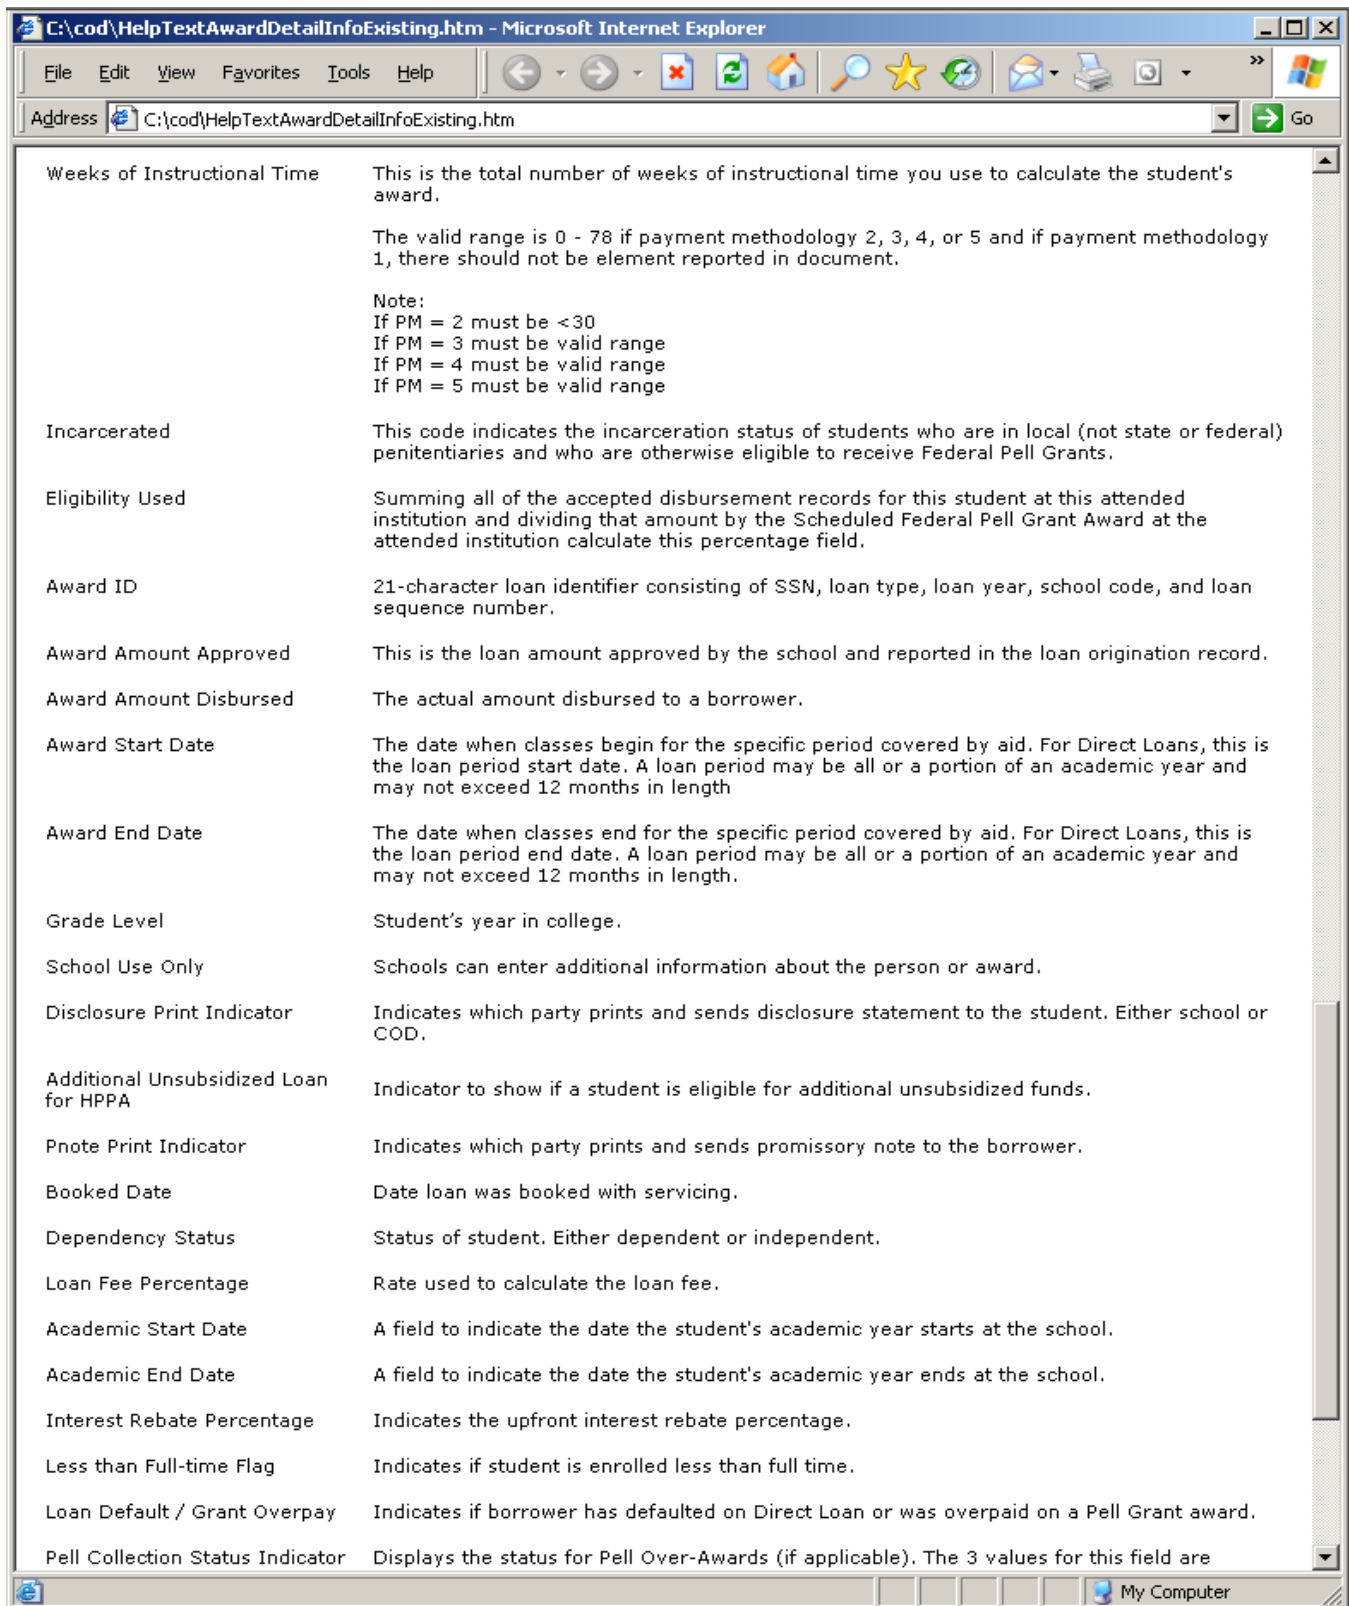 C:\cod\HelpTextAwardDetailInfoExisting.htm - Microsoft Internet Explorer
File Edit View Favorites Tools Help »
Address C:\cod\HelpTextAwardDetailInfoExisting.htm Go
Weeks of Instructional Time This is the total number of weeks of instructional time you use to calculate the student's
award.
The valid range is 0 - 78 if payment methodology 2, 3, 4, or 5 and if payment methodology
1, there should not be element reported in document.
Note:
If PM = 2 must be <30
If PM = 3 must be valid range
If PM = 4 must be valid range
If PM = 5 must be valid range
Incarcerated This code indicates the incarceration status of students who are in local (not state or federal)
penitentiaries and who are otherwise eligible to receive Federal Pell Grants.
Eligibility Used Summing all of the accepted disbursement records for this student at this attended
institution and dividing that amount by the Scheduled Federal Pell Grant Award at the
attended institution calculate this percentage field.
Award ID 21-character loan identifier consisting of SSN, loan type, loan year, school code, and loan
sequence number.
Award Amount Approved This is the loan amount approved by the school and reported in the loan origination record.
Award Amount Disbursed The actual amount disbursed to a borrower.
Award Start Date The date when classes begin for the specific period covered by aid. For Direct Loans, this is
the loan period start date. A loan period may be all or a portion of an academic year and
may not exceed 12 months in length
Award End Date The date when classes end for the specific period covered by aid. For Direct Loans, this is
the loan period end date. A loan period may be all or a portion of an academic year and
may not exceed 12 months in length.
Grade Level Student’s year in college.
School Use Only Schools can enter additional information about the person or award.
Disclosure Print Indicator Indicates which party prints and sends disclosure statement to the student. Either school or
COD.
Additional Unsubsidized Loan
for HPPA Indicator to show if a student is eligible for additional unsubsidized funds.
Pnote Print Indicator Indicates which party prints and sends promissory note to the borrower.
Booked Date Date loan was booked with servicing.
Dependency Status Status of student. Either dependent or independent.
Loan Fee Percentage Rate used to calculate the loan fee.
Academic Start Date A field to indicate the date the student's academic year starts at the school.
Academic End Date A field to indicate the date the student's academic year ends at the school.
Interest Rebate Percentage Indicates the upfront interest rebate percentage.
Less than Full-time Flag Indicates if student is enrolled less than full time.
Loan Default / Grant Overpay Indicates if borrower has defaulted on Direct Loan or was overpaid on a Pell Grant award.
Pell Collection Status Indicator Displays the status for Pell Over-Awards (if applicable). The 3 values for this field are
My Computer